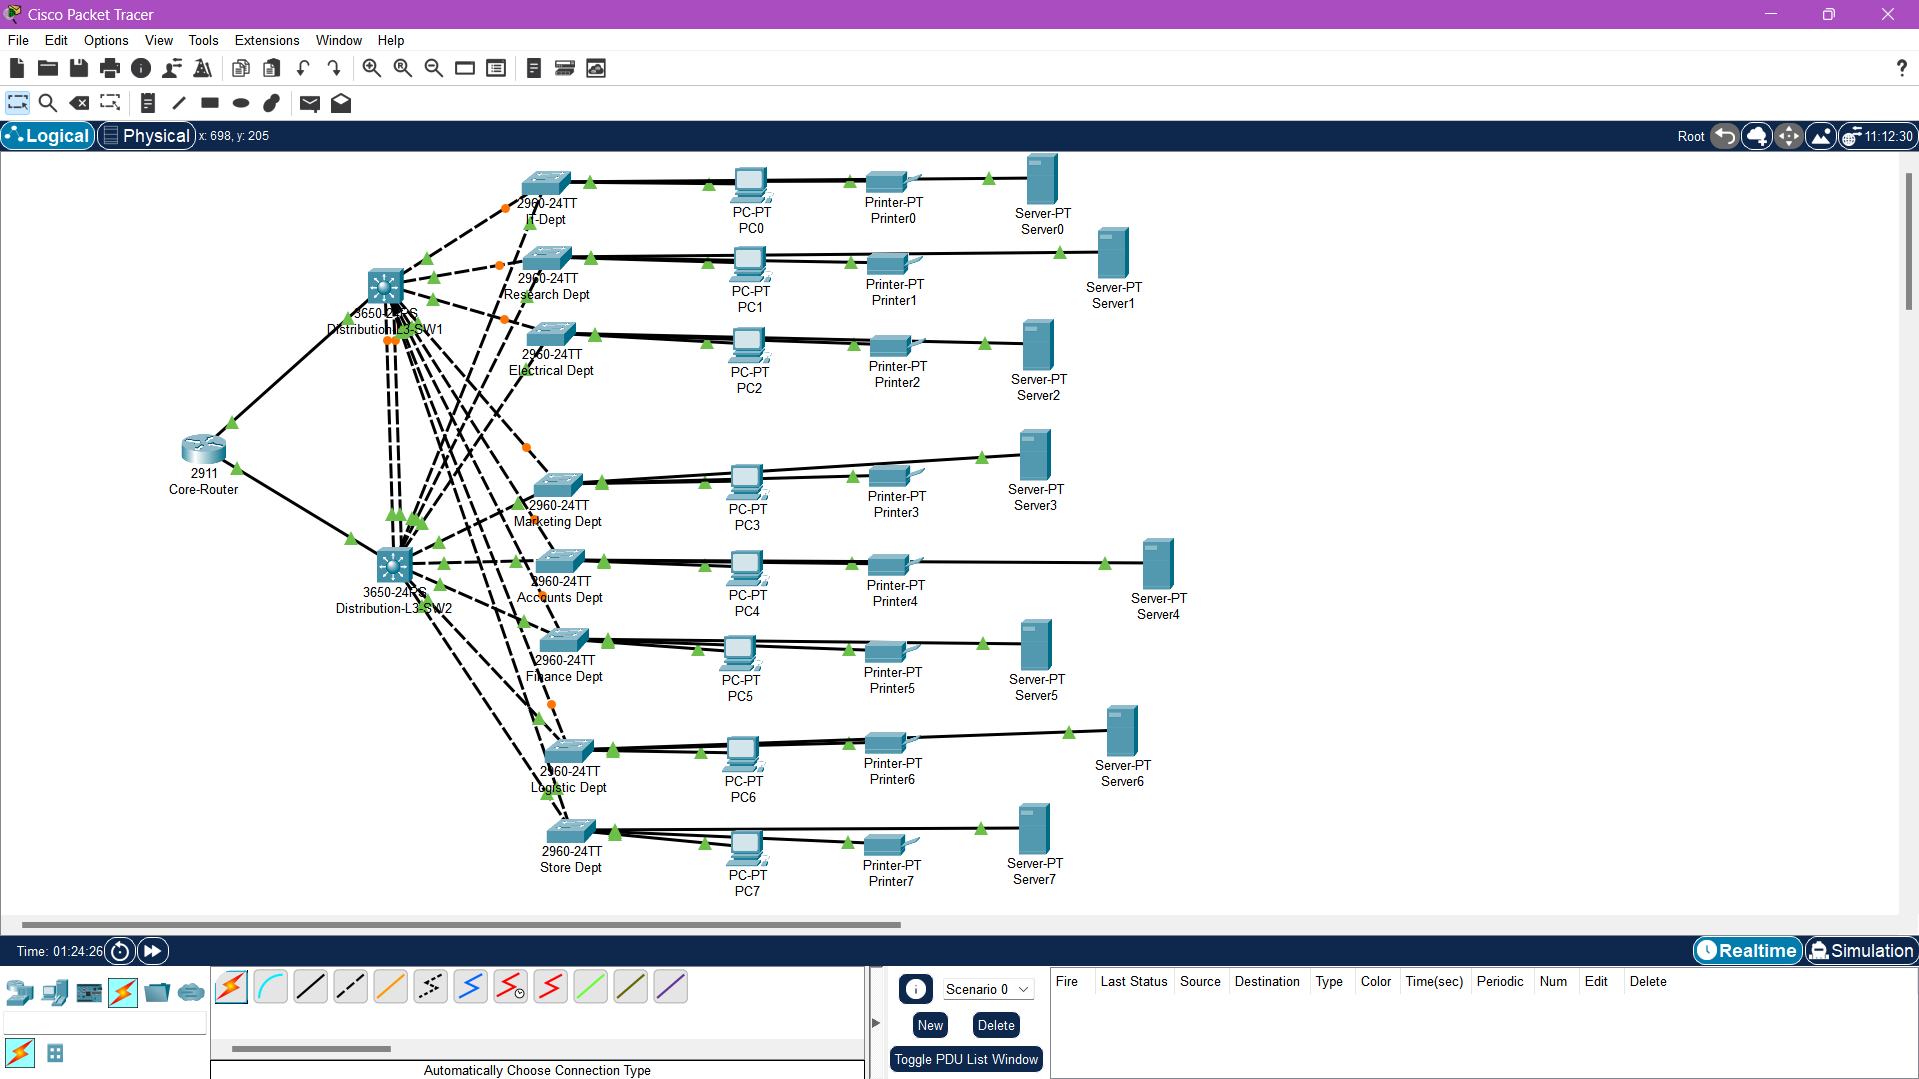 Cisco Packet Tracer
File Edit Options View Tools Extensions Window Help
Logical Physical x: 698, y: 205 Root 11:12:30
2960-24TT
IT-Dept
PC-PT
PC0
Printer-PT
Printer0
Server-PT
Server0
2960-24TT
Research Dept
PC-PT
PC1
Printer-PT
Printer1
Server-PT
Server1
3650-24PS
Distribution-L3-SW1
2960-24TT
Electrical Dept
PC-PT
PC2
Printer-PT
Printer2
Server-PT
Server2
2911
Core-Router
2960-24TT
Marketing Dept
PC-PT
PC3
Printer-PT
Printer3
Server-PT
Server3
3650-24PS
Distribution-L3-SW2
2960-24TT
Accounts Dept
PC-PT
PC4
Printer-PT
Printer4
Server-PT
Server4
2960-24TT
Finance Dept
PC-PT
PC5
Printer-PT
Printer5
Server-PT
Server5
2960-24TT
Logistic Dept
PC-PT
PC6
Printer-PT
Printer6
Server-PT
Server6
2960-24TT
Store Dept
PC-PT
PC7
Printer-PT
Printer7
Server-PT
Server7
Time: 01:24:26 Realtime Simulation
Scenario 0
New Delete
Toggle PDU List Window
Fire Last Status Source Destination Type Color Time(sec) Periodic Num Edit Delete
Automatically Choose Connection Type